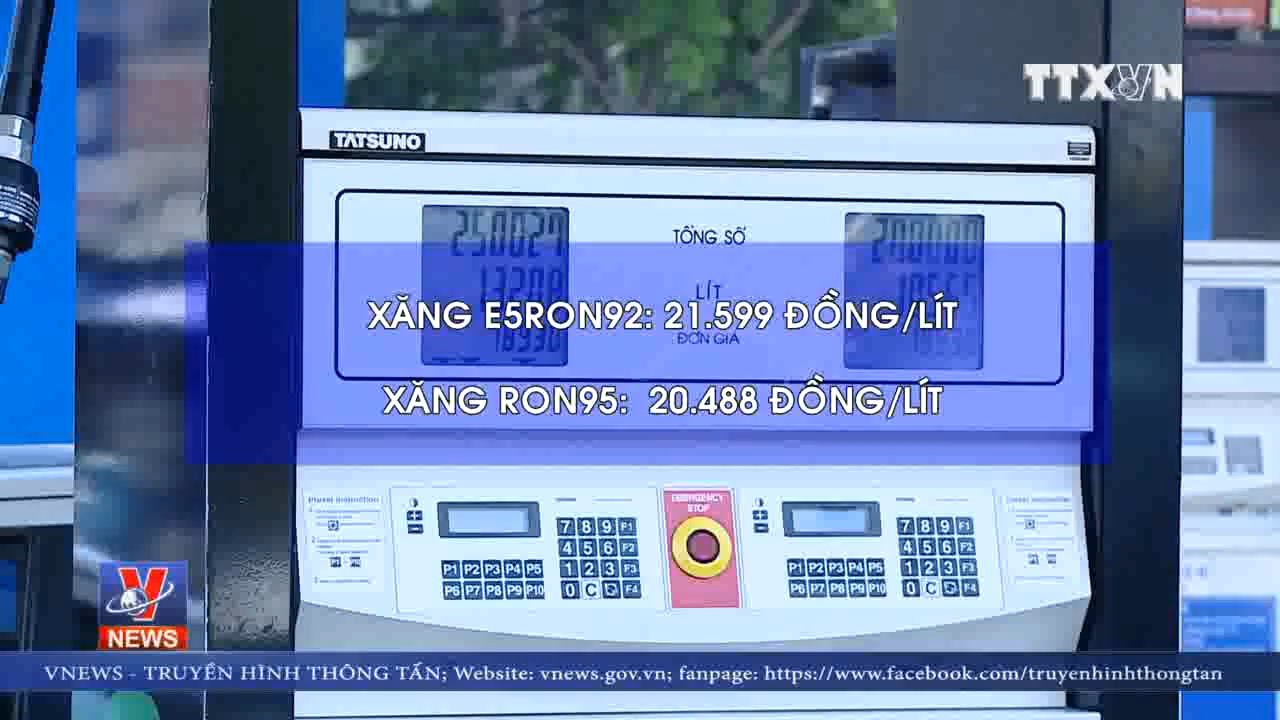 TTXVN
TATSUNO
250027
TỔNG SỐ
LÍT
XĂNG E5RON92: 21.599 ĐỒNG/LÍT
ĐƠN GIÁ
XĂNG RON95: 20.488 ĐỒNG/LÍT
EMERGENCY
STOP
7 8 9 F1
4 5 6 F2
P1 P2 P3 P4 P5 1 2 3 F3
P6 P7 P8 P9 P10 0 C F4
7 8 9 F1
4 5 6 F2
P1 P2 P3 P4 P5 1 2 3 F3
P6 P7 P8 P9 P10 0 C F4
V
NEWS
VNEWS - TRUYỀN HÌNH THÔNG TẤN; Website: vnews.gov.vn; fanpage: https://www.facebook.com/truyenhinhthongtan